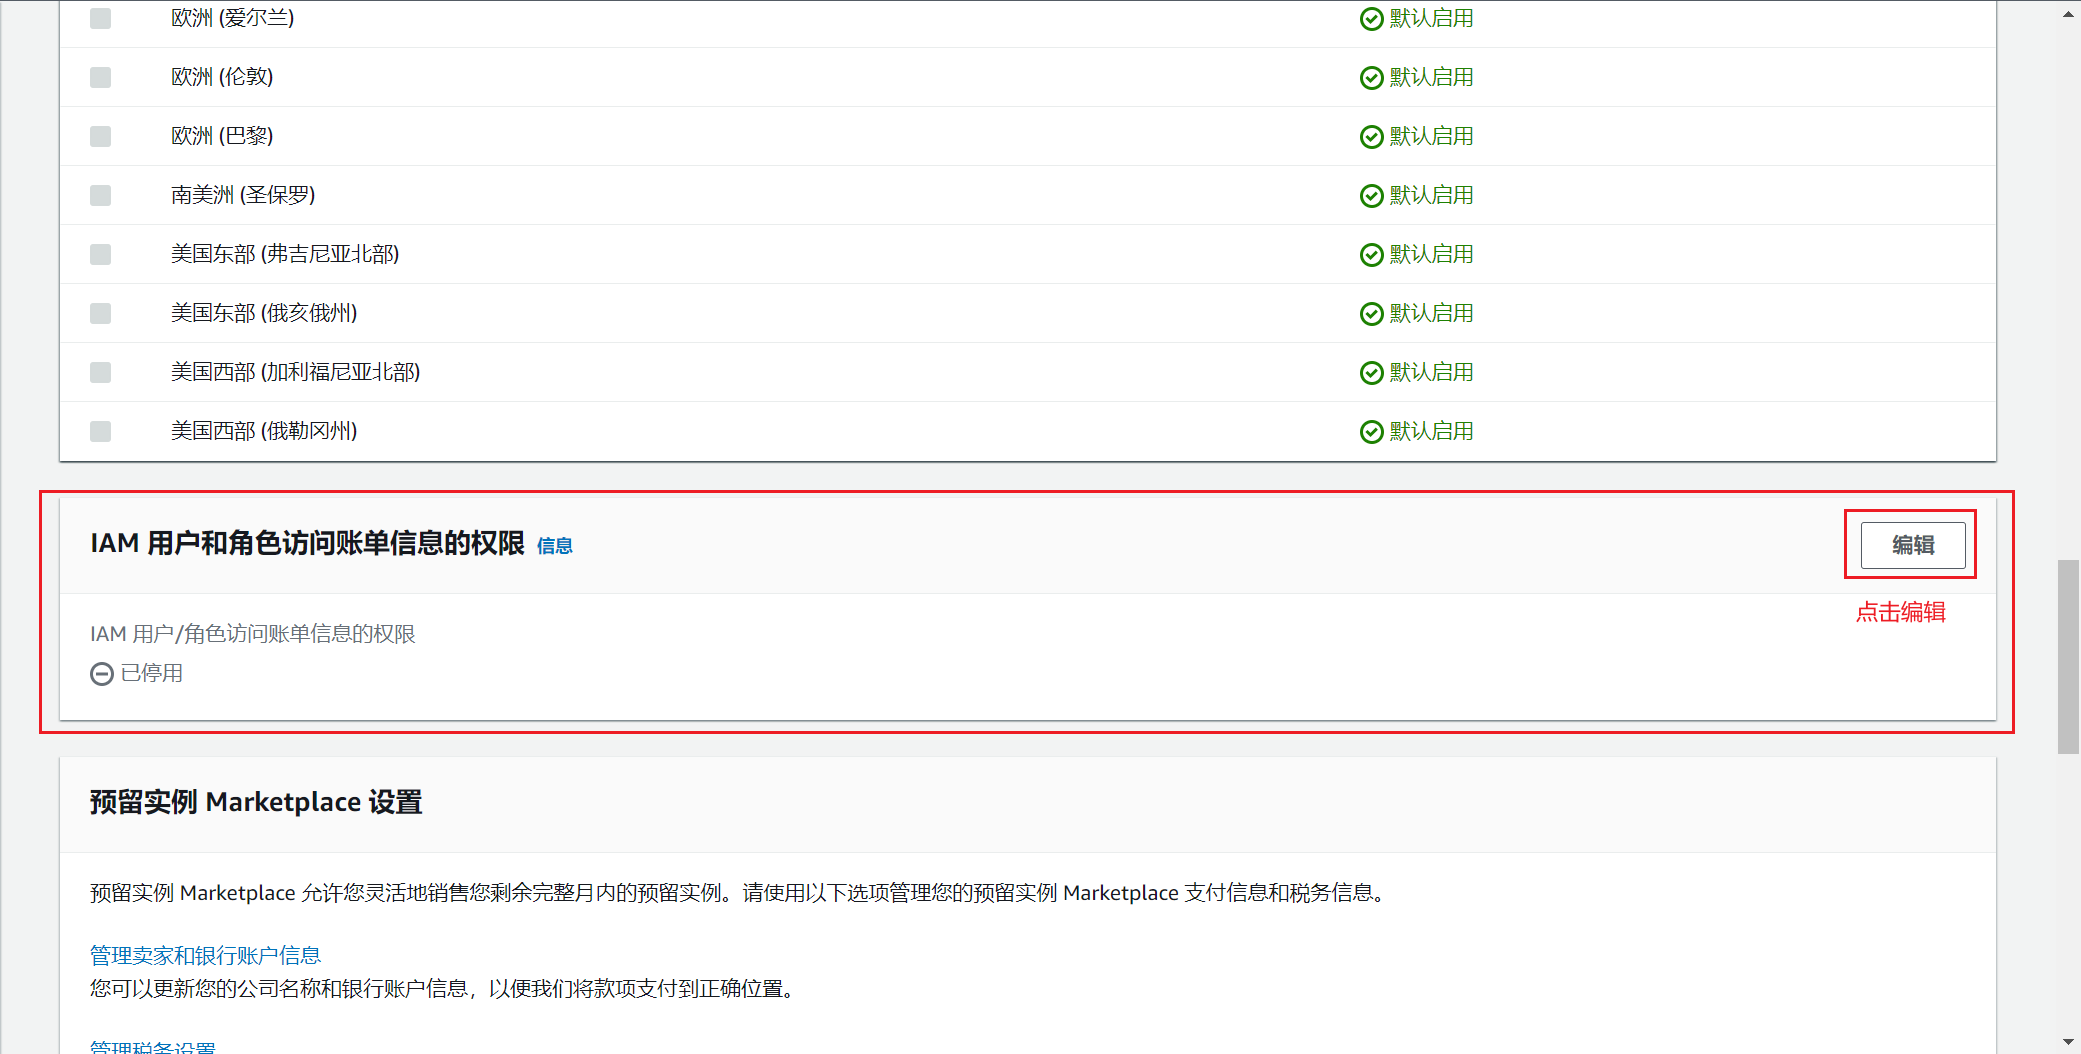 欧洲 (爱尔兰) 默认启用
欧洲 (伦敦) 默认启用
欧洲 (巴黎) 默认启用
南美洲 (圣保罗) 默认启用
美国东部 (弗吉尼亚北部) 默认启用
美国东部 (俄亥俄州) 默认启用
美国西部 (加利福尼亚北部) 默认启用
美国西部 (俄勒冈州) 默认启用
IAM 用户和角色访问账单信息的权限 信息 编辑
点击编辑
IAM 用户/角色访问账单信息的权限
已停用
预留实例 Marketplace 设置
预留实例 Marketplace 允许您灵活地销售您剩余完整月内的预留实例。请使用以下选项管理您的预留实例 Marketplace 支付信息和税务信息。
管理卖家和银行账户信息
您可以更新您的公司名称和银行账户信息，以便我们将款项支付到正确位置。
管理税务设置